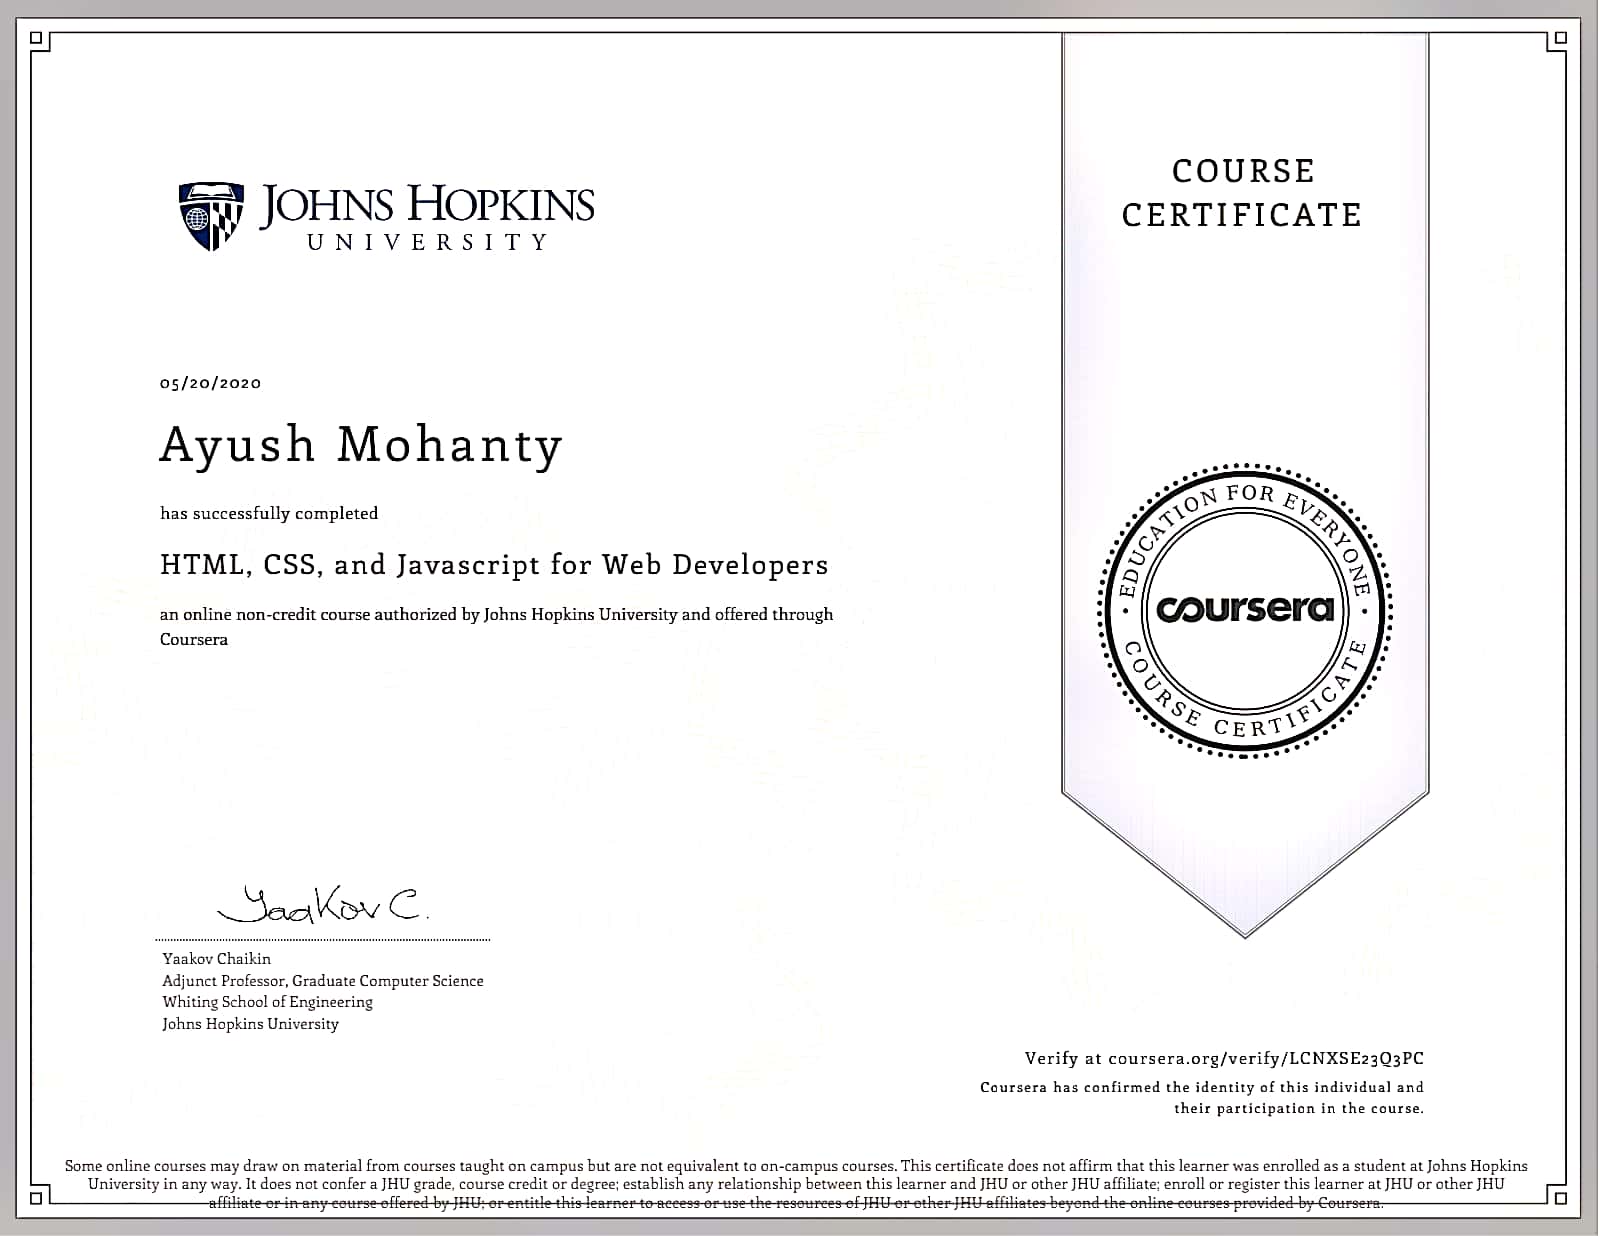 JOHNS HOPKINS
UNIVERSITY
COURSE
CERTIFICATE
05/20/2020
Ayush Mohanty
has successfully completed
HTML, CSS, and Javascript for Web Developers
an online non-credit course authorized by Johns Hopkins University and offered through
Coursera
EDUCATION FOR EVERYONE
coursera
COURSE CERTIFICATE
Yaakov C.
Yaakov Chaikin
Adjunct Professor, Graduate Computer Science
Whiting School of Engineering
Johns Hopkins University
Verify at coursera.org/verify/LCNXSE23Q3PC
Coursera has confirmed the identity of this individual and
their participation in the course.
Some online courses may draw on material from courses taught on campus but are not equivalent to on-campus courses. This certificate does not affirm that this learner was enrolled as a student at Johns Hopkins
University in any way. It does not confer a JHU grade, course credit or degree; establish any relationship between this learner and JHU or other JHU affiliate; enroll or register this learner at JHU or other JHU
affiliate or in any course offered by JHU; or entitle this learner to access or use the resources of JHU or other JHU affiliates beyond the online courses provided by Coursera.